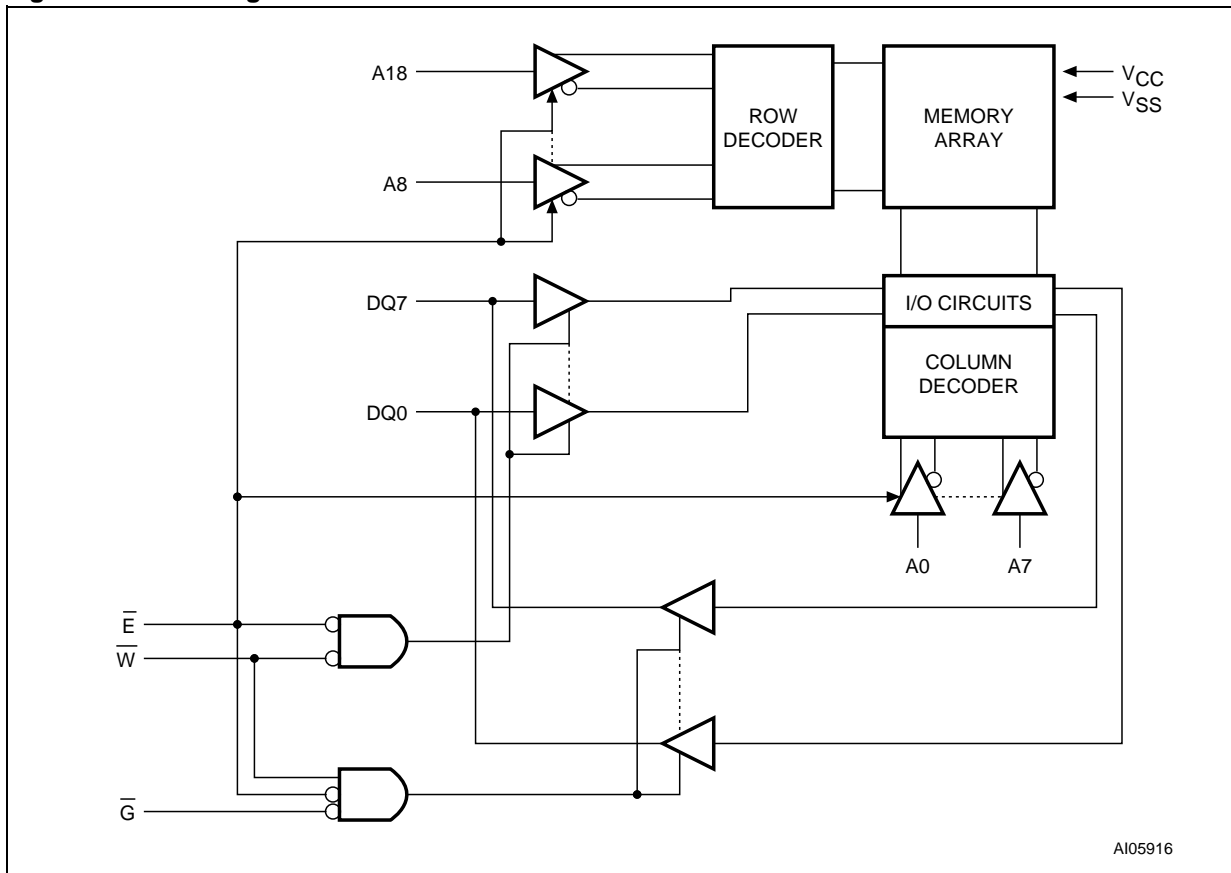 A18
ROW
DECODER
MEMORY
ARRAY
VCC
VSS
A8
DQ7
I/O CIRCUITS
COLUMN
DECODER
DQ0
A0
A7
E̅
W̅
G̅
AI05916